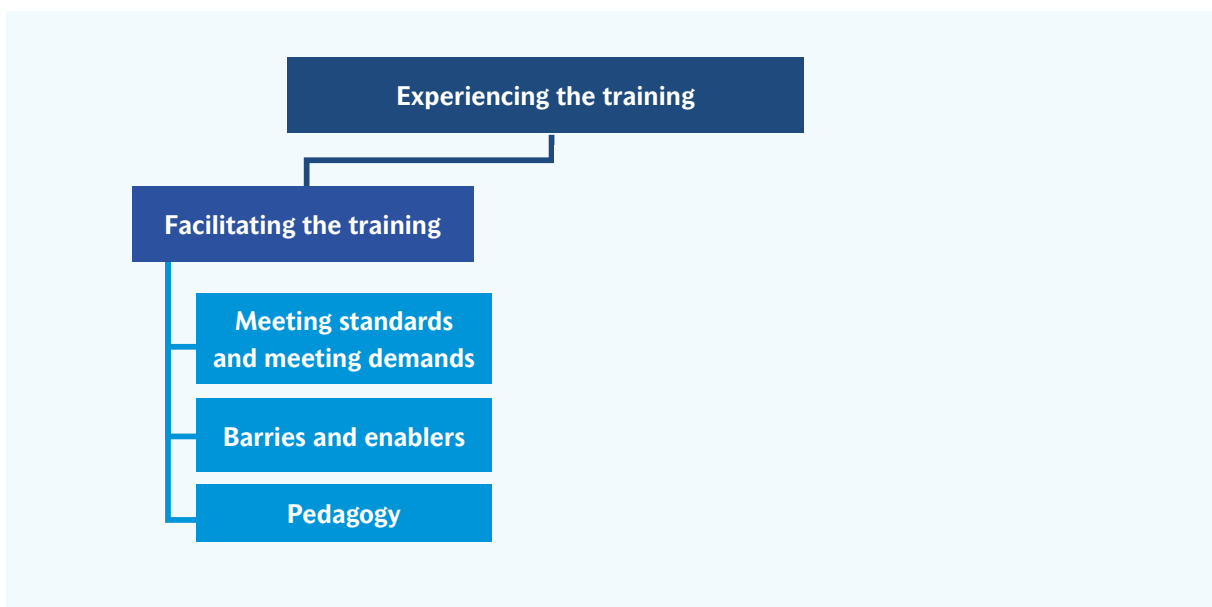 Experiencing the training
Facilitating the training
Meeting standards
and meeting demands
Barries and enablers
Pedagogy